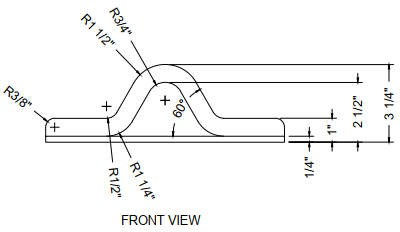 R3/4"
R1 1/2"
R3/8"
60°
1"
2 1/2"
3 1/4"
1/4"
R1/2"
R1 1/4"
FRONT VIEW